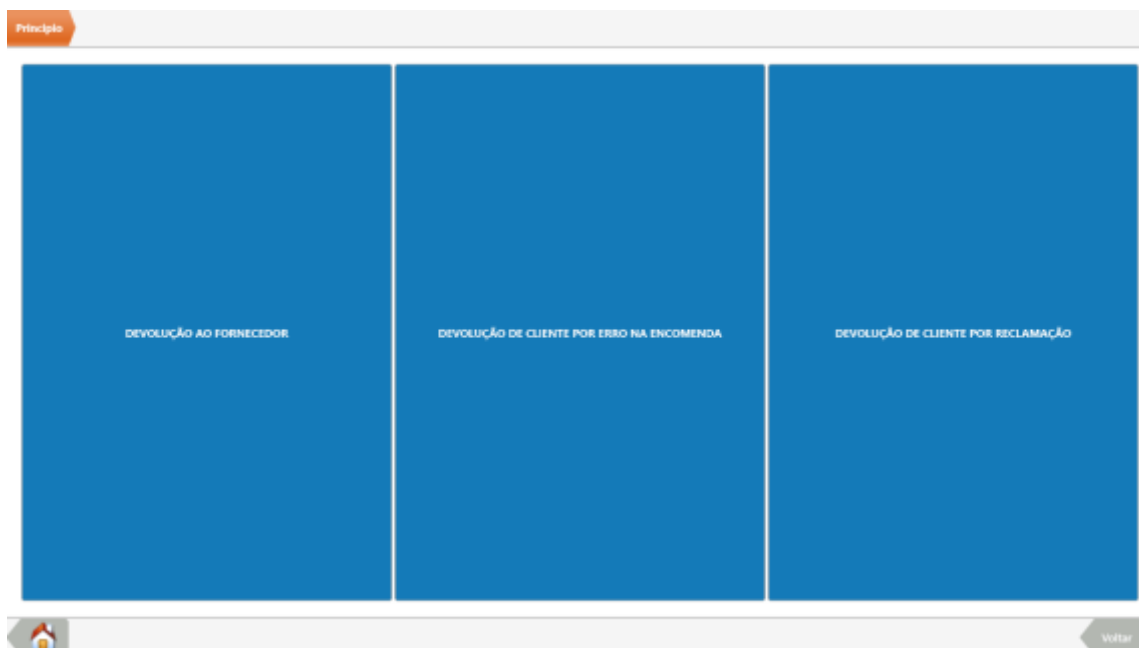 Princípio
DEVOLUÇÃO AO FORNECEDOR
DEVOLUÇÃO DE CLIENTE POR ERRO NA ENCOMENDA
DEVOLUÇÃO DE CLIENTE POR RECLAMAÇÃO
Voltar